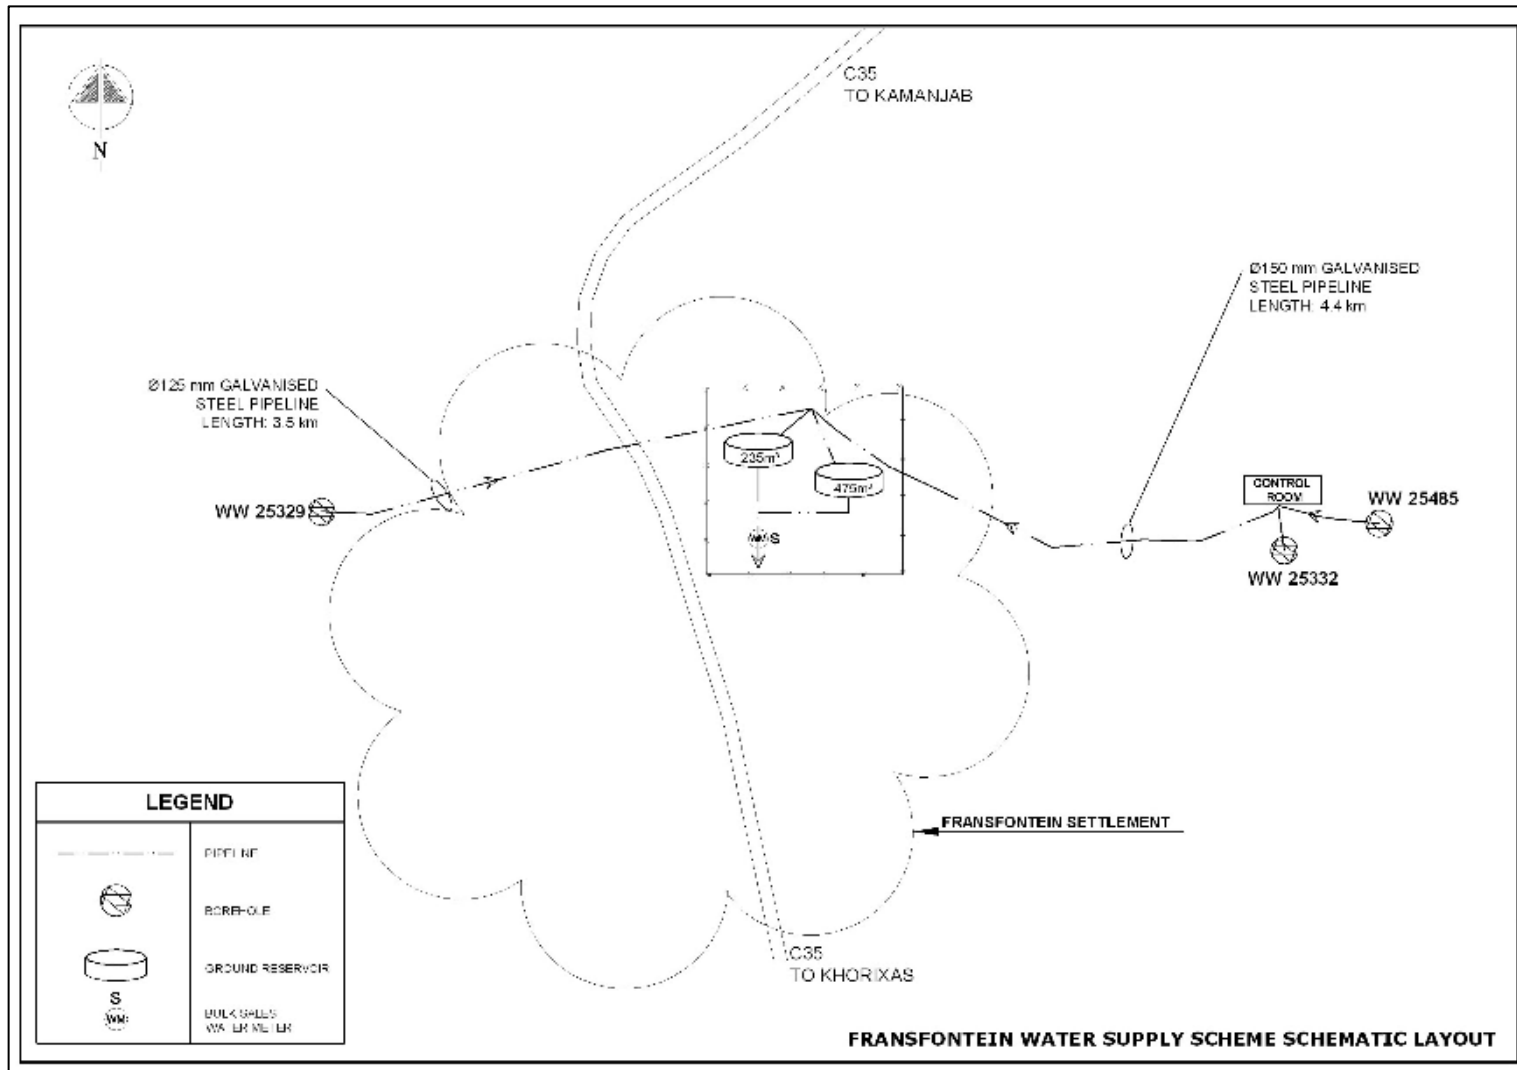 N
C35
TO KAMANJAB
Ø150 mm GALVANISED
STEEL PIPELINE
LENGTH: 4.4 km
Ø125 mm GALVANISED
STEEL PIPELINE
LENGTH: 3.5 km
235m³
475m³
WW 25329
CONTROL
ROOM
WW 25485
WM S
WW 25332
FRANSFONTEIN SETTLEMENT
LEGEND
PIPELINE
BOREHOLE
GROUND RESERVOIR
S
WM
BULK SALES
WATER METER
C35
TO KHORIXAS
FRANSFONTEIN WATER SUPPLY SCHEME SCHEMATIC LAYOUT